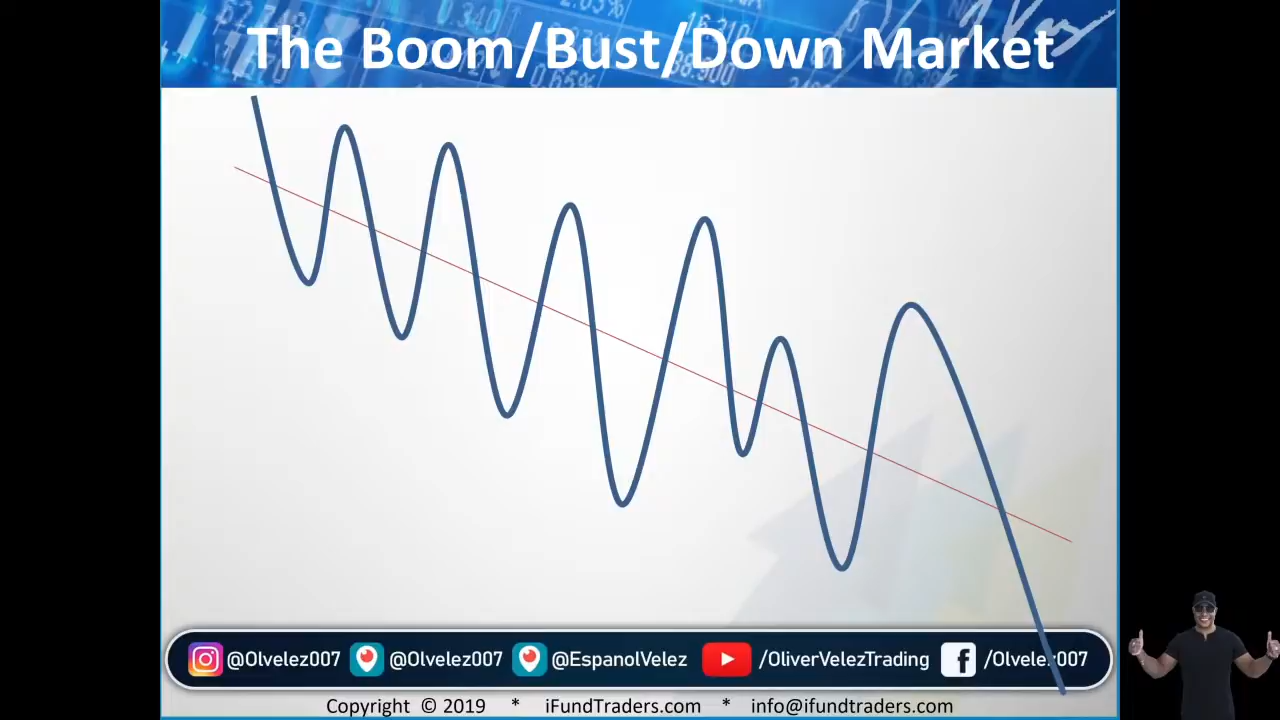 The Boom/Bust/Down Market
@Olvelez007 @Olvelez007 @EspanolVelez /OliverVelezTrading /Olvelez007
Copyright © 2019 * iFundTraders.com * info@ifundtraders.com